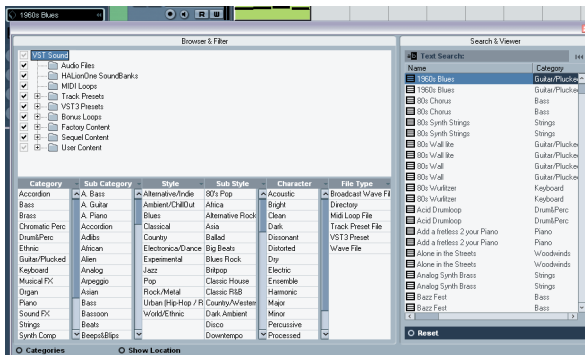 1960s Blues
R W
Browser & Filter
VST Sound
Audio Files
HALionOne SoundBanks
MIDI Loops
Track Presets
VST3 Presets
Bonus Loops
Factory Content
Sequel Content
User Content
Category Sub Category Style Sub Style Character File Type
Accordion A. Bass Alternative/Indie 80's Pop Acoustic Broadcast Wave Fil
Bass A. Guitar Ambient/ChillOut Africa Bright Directory
Brass A. Piano Blues Alternative Rock Clean Midi Loop File
Chromatic Perc Accordion Classical Asia Dark Track Preset File
Drum&Perc Adlibs Country Ballad Dissonant VST3 Preset
Ethnic African Electronica/Dance Big Beats Distorted Wave File
Guitar/Plucked Alien Experimental Blues Rock Dry
Keyboard Analog Jazz Britpop Electric
Musical FX Arpeggio Pop Classic House Ensemble
Organ Asian Rock/Metal Classic R&B Harmonic
Piano Bass Urban (Hip-Hop / R Country/Western Major
Sound FX Bassoon World/Ethnic Dark Ambient Minor
Strings Beats Disco Percussive
Synth Comp Beeps&Blips Downtempo Processed
Categories Show Location
Search & Viewer
Text Search:
Name Category
1960s Blues Guitar/Plucked
1960s Blues Guitar/Plucked
80s Chorus Bass
80s Chorus Bass
80s Synth Strings Strings
80s Synth Strings Strings
80s Wall lite Guitar/Plucked
80s Wall lite Guitar/Plucked
80s Wall Guitar/Plucked
80s Wall Guitar/Plucked
80s Wurlitzer Keyboard
80s Wurlitzer Keyboard
Acid Drumloop Drum&Perc
Acid Drumloop Drum&Perc
Add a fretless 2 your Piano Piano
Add a fretless 2 your Piano Piano
Alone in the Streets Woodwinds
Alone in the Streets Woodwinds
Analog Synth Brass Strings
Analog Synth Brass Strings
Bazz Fest Bass
Bazz Fest Bass
Reset